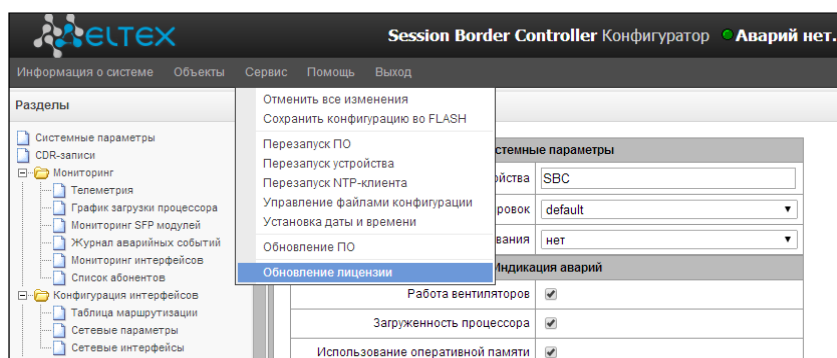 ELTEX
Session Border Controller Конфигуратор Аварий нет.
Информация о системе Объекты Сервис Помощь Выход
Разделы
Системные параметры
CDR-записи
Мониторинг
Телеметрия
График загрузки процессора
Мониторинг SFP модулей
Журнал аварийных событий
Мониторинг интерфейсов
Список абонентов
Конфигурация интерфейсов
Таблица маршрутизации
Сетевые параметры
Сетевые интерфейсы
Отменить все изменения
Сохранить конфигурацию во FLASH
Перезапуск ПО
Перезапуск устройства
Перезапуск NTP-клиента
Управление файлами конфигурации
Установка даты и времени
Обновление ПО
Обновление лицензии
стемные параметры
ойства SBC
ровок default
вания нет
Индикация аварий
Работа вентиляторов
Загруженность процессора
Использование оперативной памяти